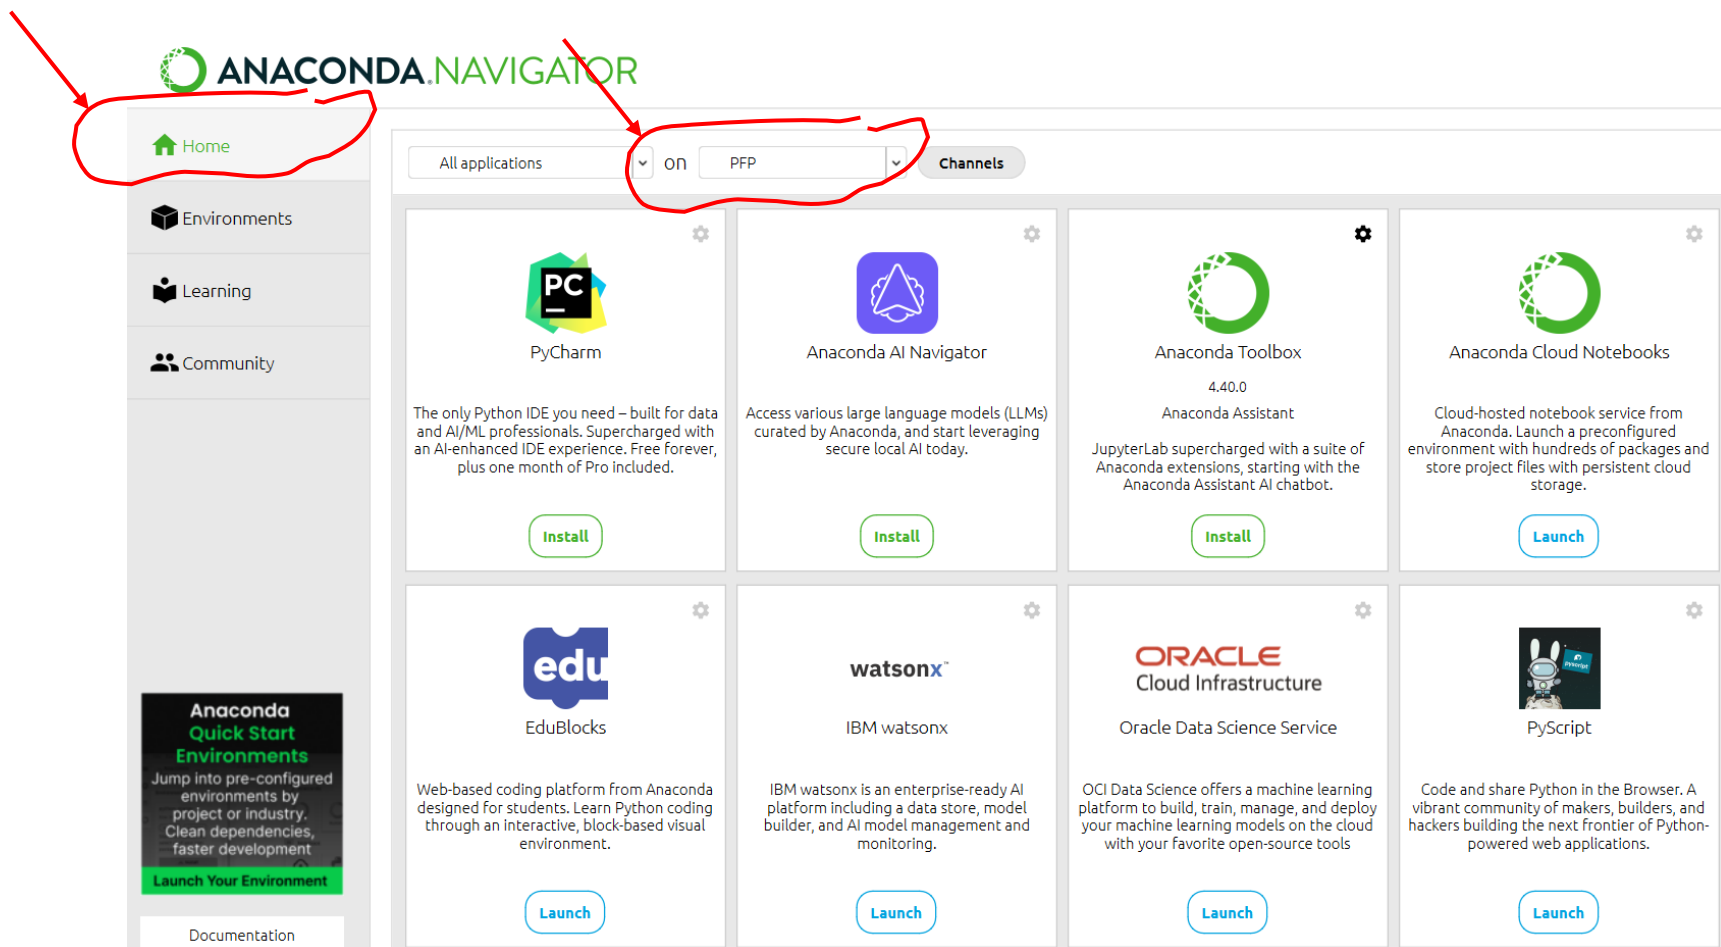 ANACONDA.NAVIGATOR
Home
Environments
Learning
Community
All applications
on
PFP
Channels
PC
PyCharm
The only Python IDE you need – built for data
and AI/ML professionals. Supercharged with
an AI-enhanced IDE experience. Free forever,
plus one month of Pro included.
Install
Anaconda AI Navigator
Access various large language models (LLMs)
curated by Anaconda, and start leveraging
secure local AI today.
Install
Anaconda Toolbox
4.40.0
Anaconda Assistant
JupyterLab supercharged with a suite of
Anaconda extensions, starting with the
Anaconda Assistant AI chatbot.
Install
Anaconda Cloud Notebooks
Cloud-hosted notebook service from
Anaconda. Launch a preconfigured
environment with hundreds of packages and
store project files with persistent cloud
storage.
Launch
edu
EduBlocks
Web-based coding platform from Anaconda
designed for students. Learn Python coding
through an interactive, block-based visual
environment.
Launch
watsonx™
IBM watsonx
IBM watsonx is an enterprise-ready AI
platform including a data store, model
builder, and AI model management and
monitoring.
Launch
ORACLE
Cloud Infrastructure
Oracle Data Science Service
OCI Data Science offers a machine learning
platform to build, train, manage, and deploy
your machine learning models on the cloud
with your favorite open-source tools
Launch
pyscript
PyScript
Code and share Python in the Browser. A
vibrant community of makers, builders, and
hackers building the next frontier of Python-
powered web applications.
Launch
Anaconda
Quick Start
Environments
Jump into pre-configured
environments by
project or industry.
Clean dependencies,
faster development
Launch Your Environment
Documentation